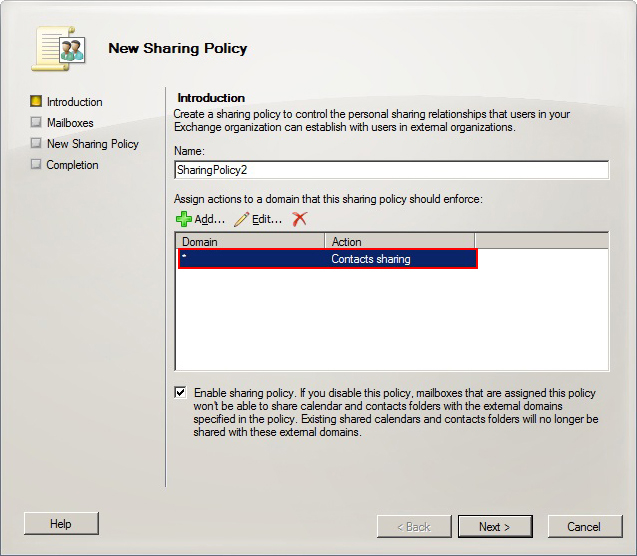 New Sharing Policy
Introduction
Mailboxes
New Sharing Policy
Completion
Introduction
Create a sharing policy to control the personal sharing relationships that users in your
Exchange organization can establish with users in external organizations.
Name:
SharingPolicy2
Assign actions to a domain that this sharing policy should enforce:
Add... Edit...
Domain Action
* Contacts sharing
Enable sharing policy. If you disable this policy, mailboxes that are assigned this policy
won't be able to share calendar and contacts folders with the external domains
specified in the policy. Existing shared calendars and contacts folders will no longer be
shared with these external domains.
Help < Back Next > Cancel